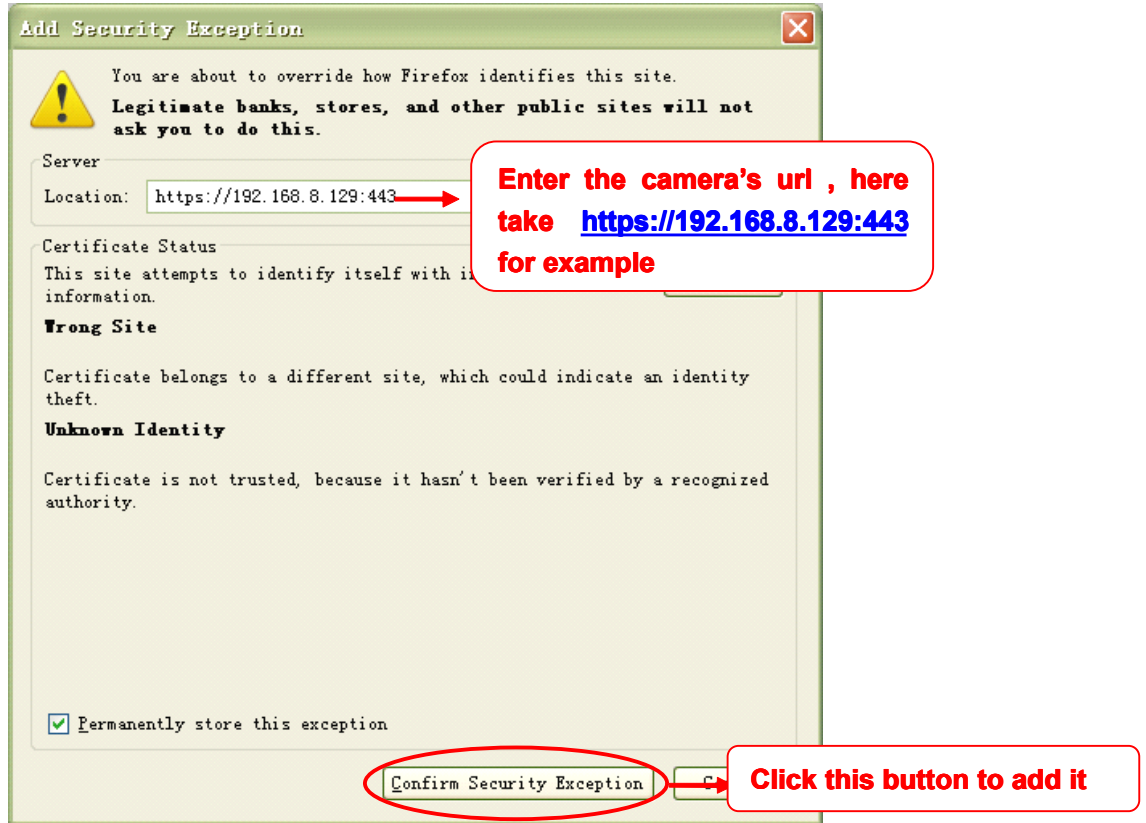 Add Security Exception
You are about to override how Firefox identifies this site.
Legitimate banks, stores, and other public sites will not
ask you to do this.
Server
Location: https://192.168.8.129:443
Enter the camera's url , here
take https://192.168.8.129:443
for example
Certificate Status
This site attempts to identify itself with
information.
Wrong Site
Certificate belongs to a different site, which could indicate an identity
theft.
Unknown Identity
Certificate is not trusted, because it hasn't been verified by a recognized
authority.
Permanently store this exception
Confirm Security Exception
Click this button to add it